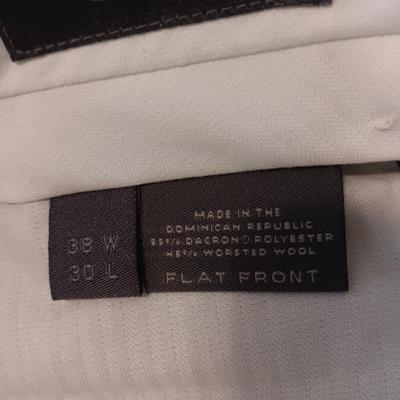 38 W
30 L
MADE IN THE
DOMINICAN REPUBLIC
55% DACRON® POLYESTER
45% WORSTED WOOL
FLAT FRONT